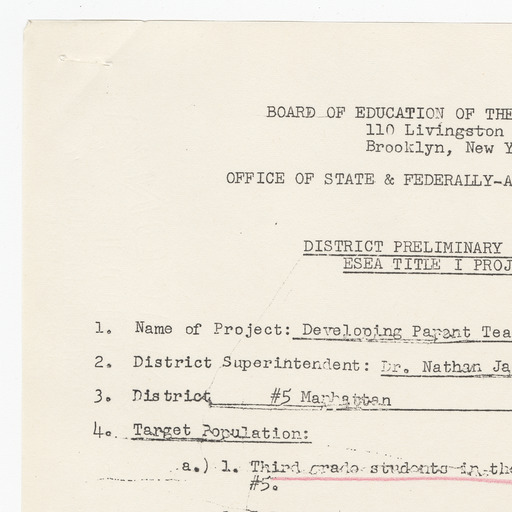 BOARD OF EDUCATION OF THE
110 Livingston
Brooklyn, New Y
OFFICE OF STATE & FEDERALLY-A
DISTRICT PRELIMINARY
ESEA TITLE I PROJ
1. Name of Project: Developing Parant Tea
2. District Superintendent: Dr. Nathan Ja
3. District #5 Manhattan
4. Target Population:
a.) 1. Third grade students in the
#5.